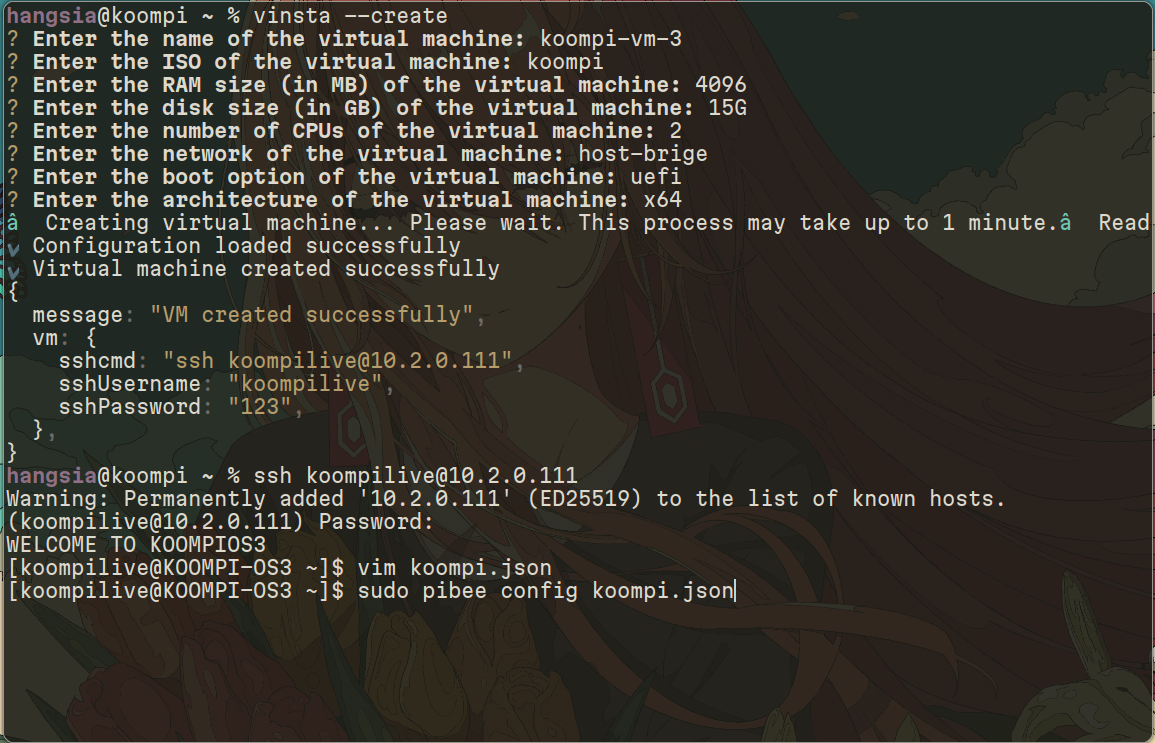 hangsia@koompi ~ % vinsta --create
? Enter the name of the virtual machine: koompi-vm-3
? Enter the ISO of the virtual machine: koompi
? Enter the RAM size (in MB) of the virtual machine: 4096
? Enter the disk size (in GB) of the virtual machine: 15G
? Enter the number of CPUs of the virtual machine: 2
? Enter the network of the virtual machine: host-brige
? Enter the boot option of the virtual machine: uefi
? Enter the architecture of the virtual machine: x64
â  Creating virtual machine... Please wait. This process may take up to 1 minute.â  Read
✔ Configuration loaded successfully
✔ Virtual machine created successfully
{
  message: "VM created successfully",
  vm: {
    sshcmd: "ssh koompilive@10.2.0.111",
    sshUsername: "koompilive",
    sshPassword: "123",
  },
}
hangsia@koompi ~ % ssh koompilive@10.2.0.111
Warning: Permanently added '10.2.0.111' (ED25519) to the list of known hosts.
(koompilive@10.2.0.111) Password:
WELCOME TO KOOMPIOS3
[koompilive@KOOMPI-OS3 ~]$ vim koompi.json
[koompilive@KOOMPI-OS3 ~]$ sudo pibee config koompi.json